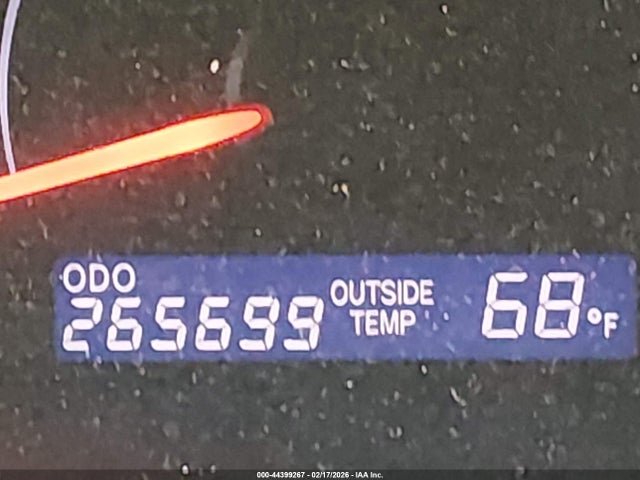 ODO
265699
OUTSIDE
TEMP
68°F
000-44399267 - 02/17/2026 - IAA Inc.